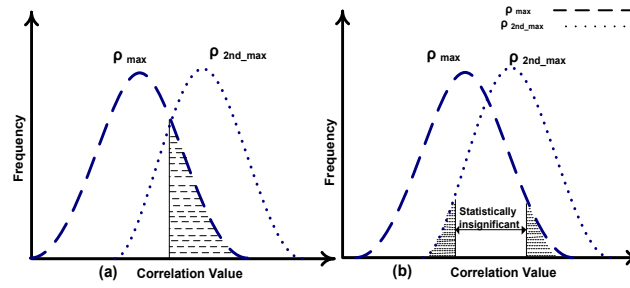 ρ max
ρ 2nd_max
ρ max
ρ 2nd_max
ρ max
ρ 2nd_max
Frequency
Frequency
Statistically
insignificant
(a)
Correlation Value
(b)
Correlation Value